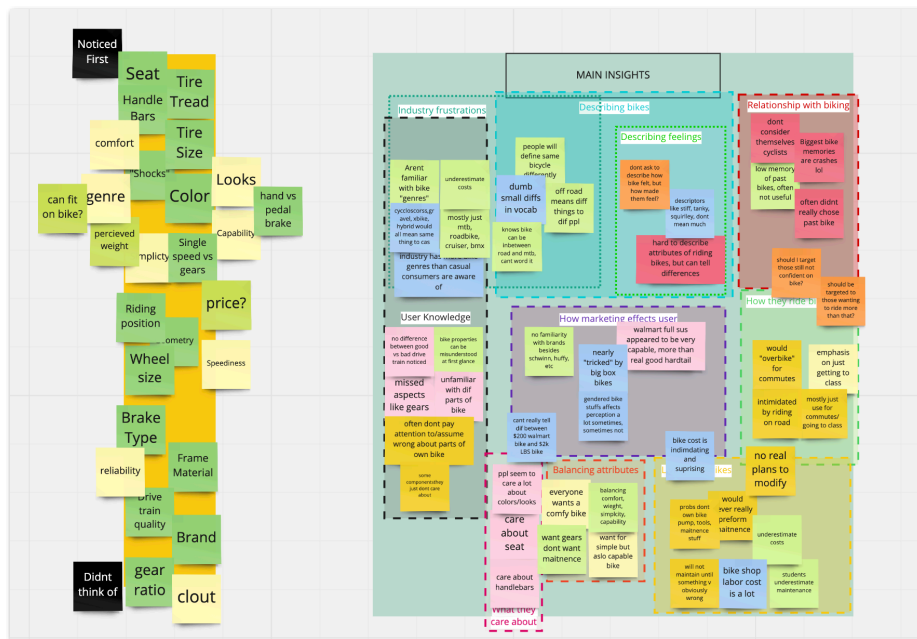 Noticed
First
Seat
Tire
Tread
Handle
Bars
Tire
Size
comfort
"Shocks"
Color
Looks
genre
can fit
on bike?
hand vs
pedal
brake
percieved
weight
Capability
Single
speed vs
gears
price?
Riding
position
Wheel
size
Speediness
Brake
Type
reliability
Frame
Material
Drive
train
quality
Brand
gear
ratio
Didnt
think of
clout
MAIN INSIGHTS
Industry frustrations
Arent
familiar
with bike
"genres"
underestimate
costs
mostly just
mtb,
roadbike,
cruiser, bmx
genres than casual
consumers are
aware of
Describing bikes
people will
define same
bicycle
differently
dumb
small diffs
in vocab
off road
means diff
things to
dif ppl
knows bike
can be
inbetween
road and mtb,
cant word it
Describing feelings
dont ask to
describe how
bike felt, but
how made
them feel?
descriptors
like stiff, tanky,
squirley, dont
mean much
hard to describe
attributes of riding
bikes, but can tell
differences
Relationship with biking
dont
consider
themselves
cyclists
Biggest bike
memories
are crashes
lol
low memory
of past
bikes, often
not useful
often didnt
really chose
past bike
should I target
those still not
confident on
bike?
should be
targeted to
those wanting
to ride more
than that?
How they ride
would
"overbike"
for
commutes
emphasis
on just
getting to
class
intimidated
by riding
on road
mostly just
use for
commutes/
going to class
User Knowledge
no difference
between good
vs bad drive
train noticed
bike properties
can be
misunderstood
at first glance
missed
aspects
like gears
unfamiliar
with dif
parts of
bike
often dont pay
attention to/assume
wrong about parts of
own bike
some
components they
just dont care
about
How marketing effects user
no familiarity
with brands
besides
schwinn, huffy,
etc
nearly
"tricked" by
big box
bikes
walmart full sus
appeared to be very
capable, more than
real good hardtail
gendered bike
stuffs affects
perception a
lot sometimes,
sometimes not
cant really tell
dif between
$200 walmart
bike and $2k
LBS bike
bike cost is
indimdating
and
suprising
ppl seem to
care a lot
about
colors/looks
care
about
seat
care about
handlebars
what they
care about
Balancing attributes
everyone
wants a
comfy bike
balancing
comfort,
wieght,
simplcity,
capability
want gears
dont want
maitnence
want for
simple but
aslo capable
bike
no real
plans to
modify
probs dont
own bike
pump, tools,
maitnence
stuff
would
ever really
preform
maitnence
underestimate
costs
will not
maintain until
something v
obviously
wrong
bike shop
labor cost
is a lot
students
underestimate
maintenance